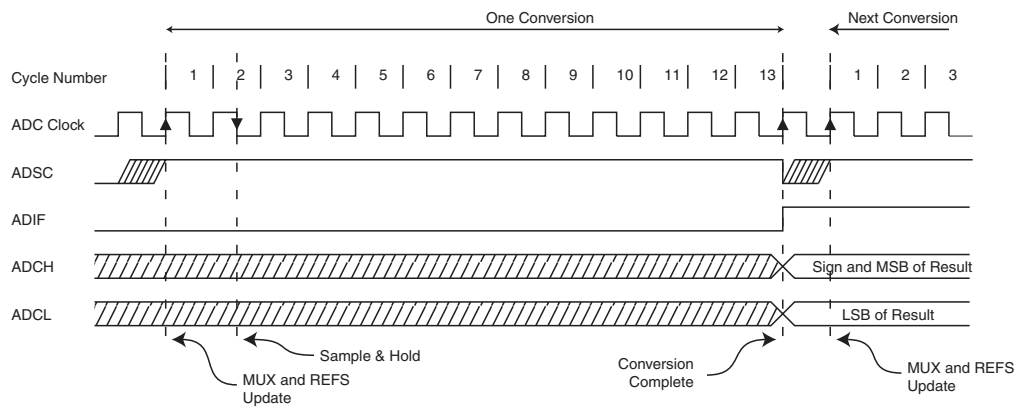 One Conversion
Next Conversion
Cycle Number 1 2 3 4 5 6 7 8 9 10 11 12 13 1 2 3
ADC Clock
ADSC
ADIF
ADCH Sign and MSB of Result
ADCL LSB of Result
Sample & Hold
MUX and REFS
Update
Conversion
Complete
MUX and REFS
Update